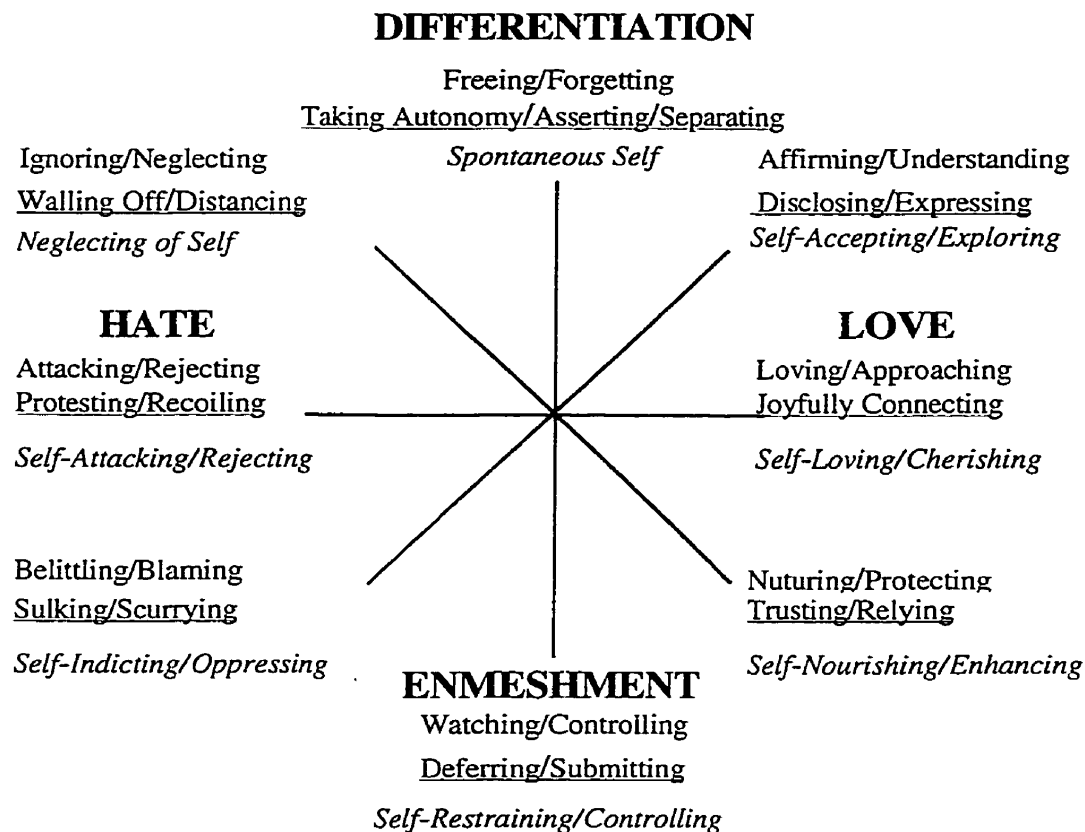 DIFFERENTIATION
Freeing/Forgetting
Taking Autonomy/Asserting/Separating
Spontaneous Self
Ignoring/Neglecting
Walling Off/Distancing
Neglecting of Self
Affirming/Understanding
Disclosing/Expressing
Self-Accepting/Exploring
HATE
Attacking/Rejecting
Protesting/Recoiling
Self-Attacking/Rejecting
LOVE
Loving/Approaching
Joyfully Connecting
Self-Loving/Cherishing
Belittling/Blaming
Sulking/Scurrying
Self-Indicting/Oppressing
Nuturing/Protecting
Trusting/Relying
Self-Nourishing/Enhancing
ENMESHMENT
Watching/Controlling
Deferring/Submitting
Self-Restraining/Controlling